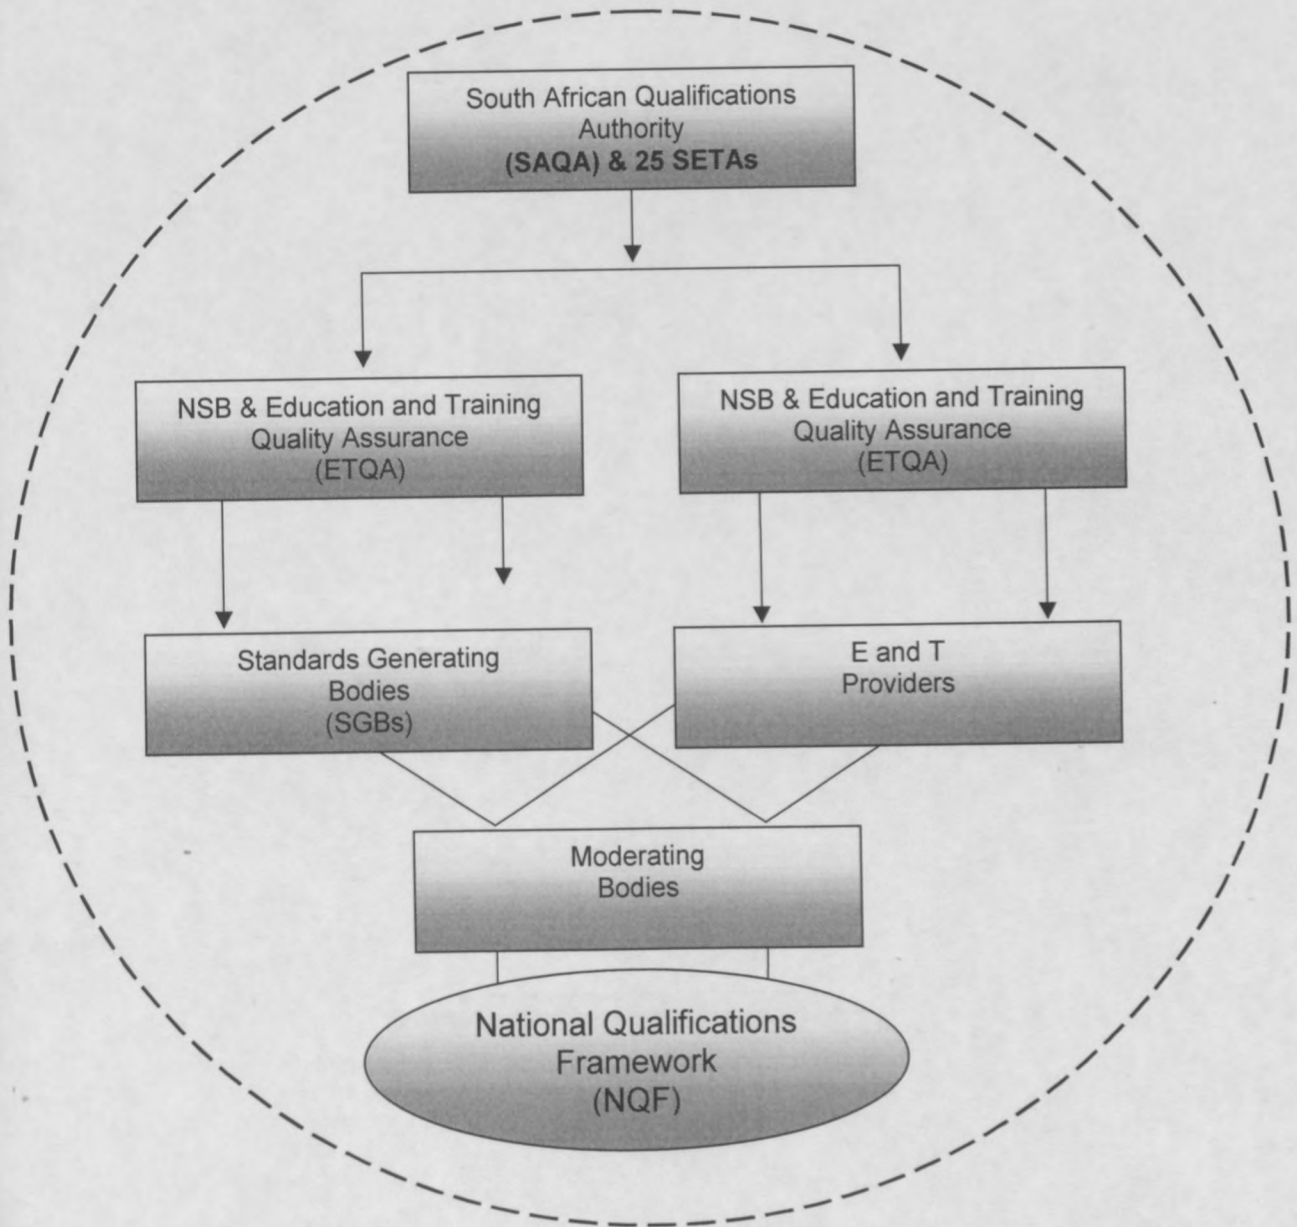 South African Qualifications
Authority
(SAQA) & 25 SETAs
NSB & Education and Training
Quality Assurance
(ETQA)
NSB & Education and Training
Quality Assurance
(ETQA)
Standards Generating
Bodies
(SGBs)
E and T
Providers
Moderating
Bodies
National Qualifications
Framework
(NQF)